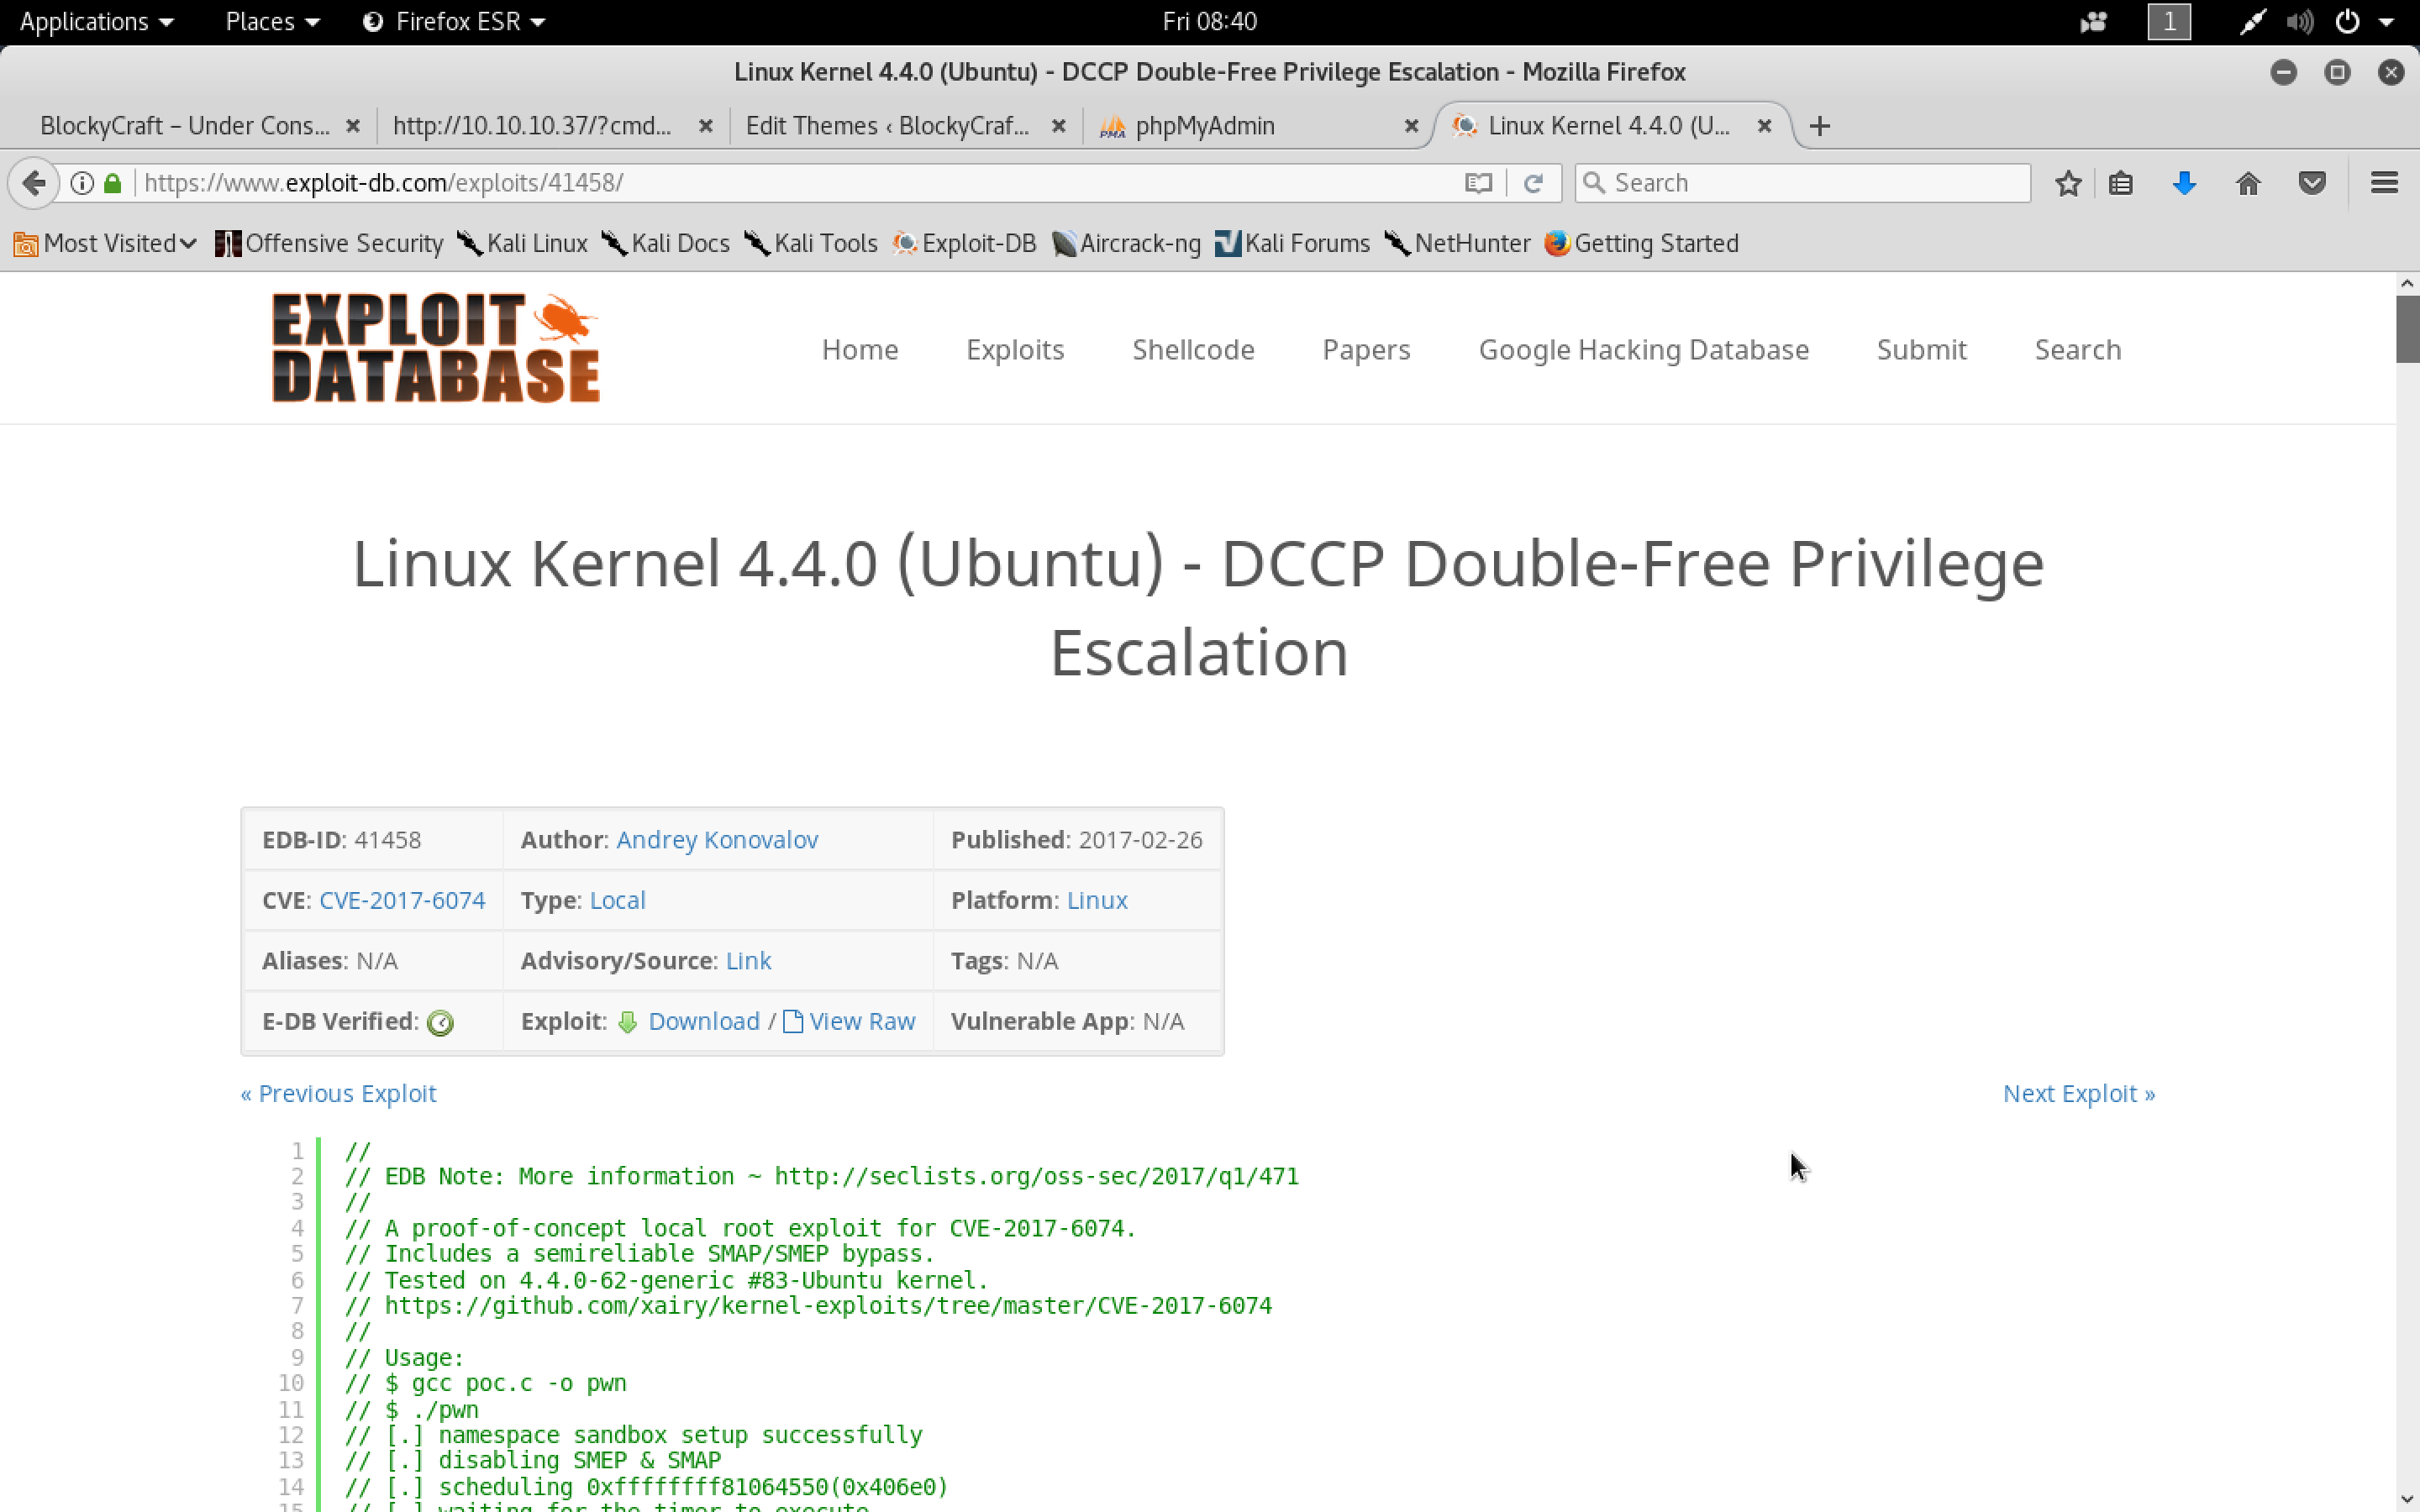 Applications Places Firefox ESR Fri 08:40 1
Linux Kernel 4.4.0 (Ubuntu) - DCCP Double-Free Privilege Escalation - Mozilla Firefox
BlockyCraft – Under Cons... http://10.10.10.37/?cmd... Edit Themes ‹ BlockyCraf... phpMyAdmin Linux Kernel 4.4.0 (U...
https://www.exploit-db.com/exploits/41458/ Search
Most Visited Offensive Security Kali Linux Kali Docs Kali Tools Exploit-DB Aircrack-ng Kali Forums NetHunter Getting Started
EXPLOIT
DATABASE
Home Exploits Shellcode Papers Google Hacking Database Submit Search
Linux Kernel 4.4.0 (Ubuntu) - DCCP Double-Free Privilege
Escalation
EDB-ID: 41458 Author: Andrey Konovalov Published: 2017-02-26
CVE: CVE-2017-6074 Type: Local Platform: Linux
Aliases: N/A Advisory/Source: Link Tags: N/A
E-DB Verified: Exploit: Download / View Raw Vulnerable App: N/A
« Previous Exploit Next Exploit »
1 //
2 // EDB Note: More information ~ http://seclists.org/oss-sec/2017/q1/471
3 //
4 // A proof-of-concept local root exploit for CVE-2017-6074.
5 // Includes a semireliable SMAP/SMEP bypass.
6 // Tested on 4.4.0-62-generic #83-Ubuntu kernel.
7 // https://github.com/xairy/kernel-exploits/tree/master/CVE-2017-6074
8 //
9 // Usage:
10 // $ gcc poc.c -o pwn
11 // $ ./pwn
12 // [.] namespace sandbox setup successfully
13 // [.] disabling SMEP & SMAP
14 // [.] scheduling 0xffffffff81064550(0x406e0)
15 // [.] waiting for the timer to execute